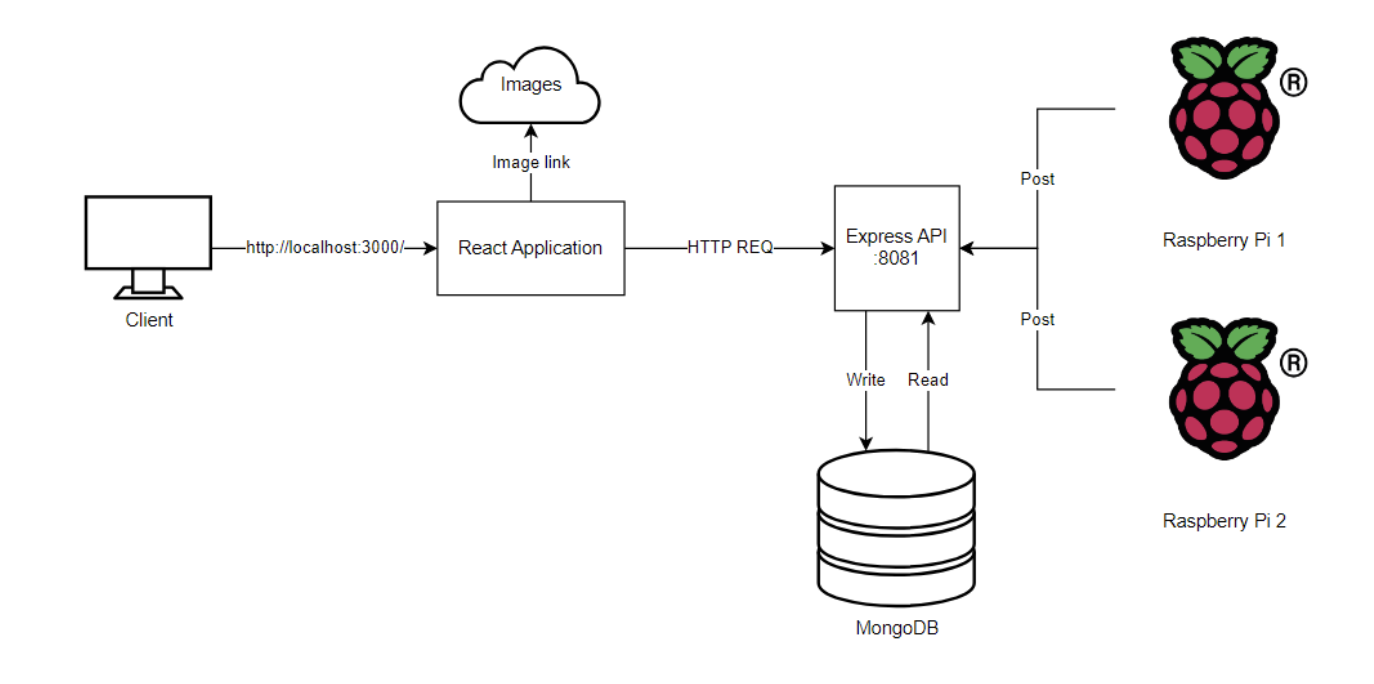 Images
Image link
http://localhost:3000/
React Application
HTTP REQ
Express API
:8081
Post
®
Raspberry Pi 1
Client
Post
®
Write
Read
Raspberry Pi 2
MongoDB